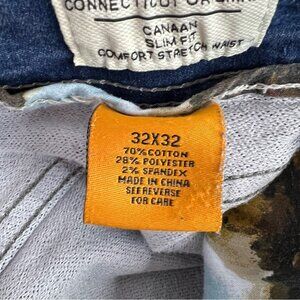 CONNECTICUT
CANAAN
SLIM FIT
COMFORT STRETCH WAIST
32X32
70% COTTON
28% POLYESTER
2% SPANDEX
MADE IN CHINA
SEE REVERSE
FOR CARE